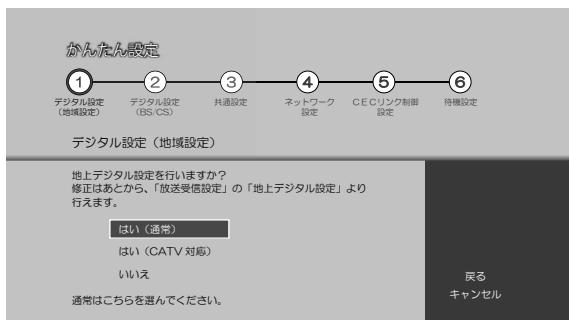 かんたん設定
1 2 3 4 5 6
デジタル設定 デジタル設定 共通設定 ネットワーク CECリンク制御 待機設定
（地域設定） （BS/CS） 設定 設定
デジタル設定（地域設定）
地上デジタル設定を行いますか？
修正はあとから、「放送受信設定」の「地上デジタル設定」より
行えます。
はい（通常）
はい（CATV対応）
いいえ
通常はこちらを選んでください。
戻る
キャンセル